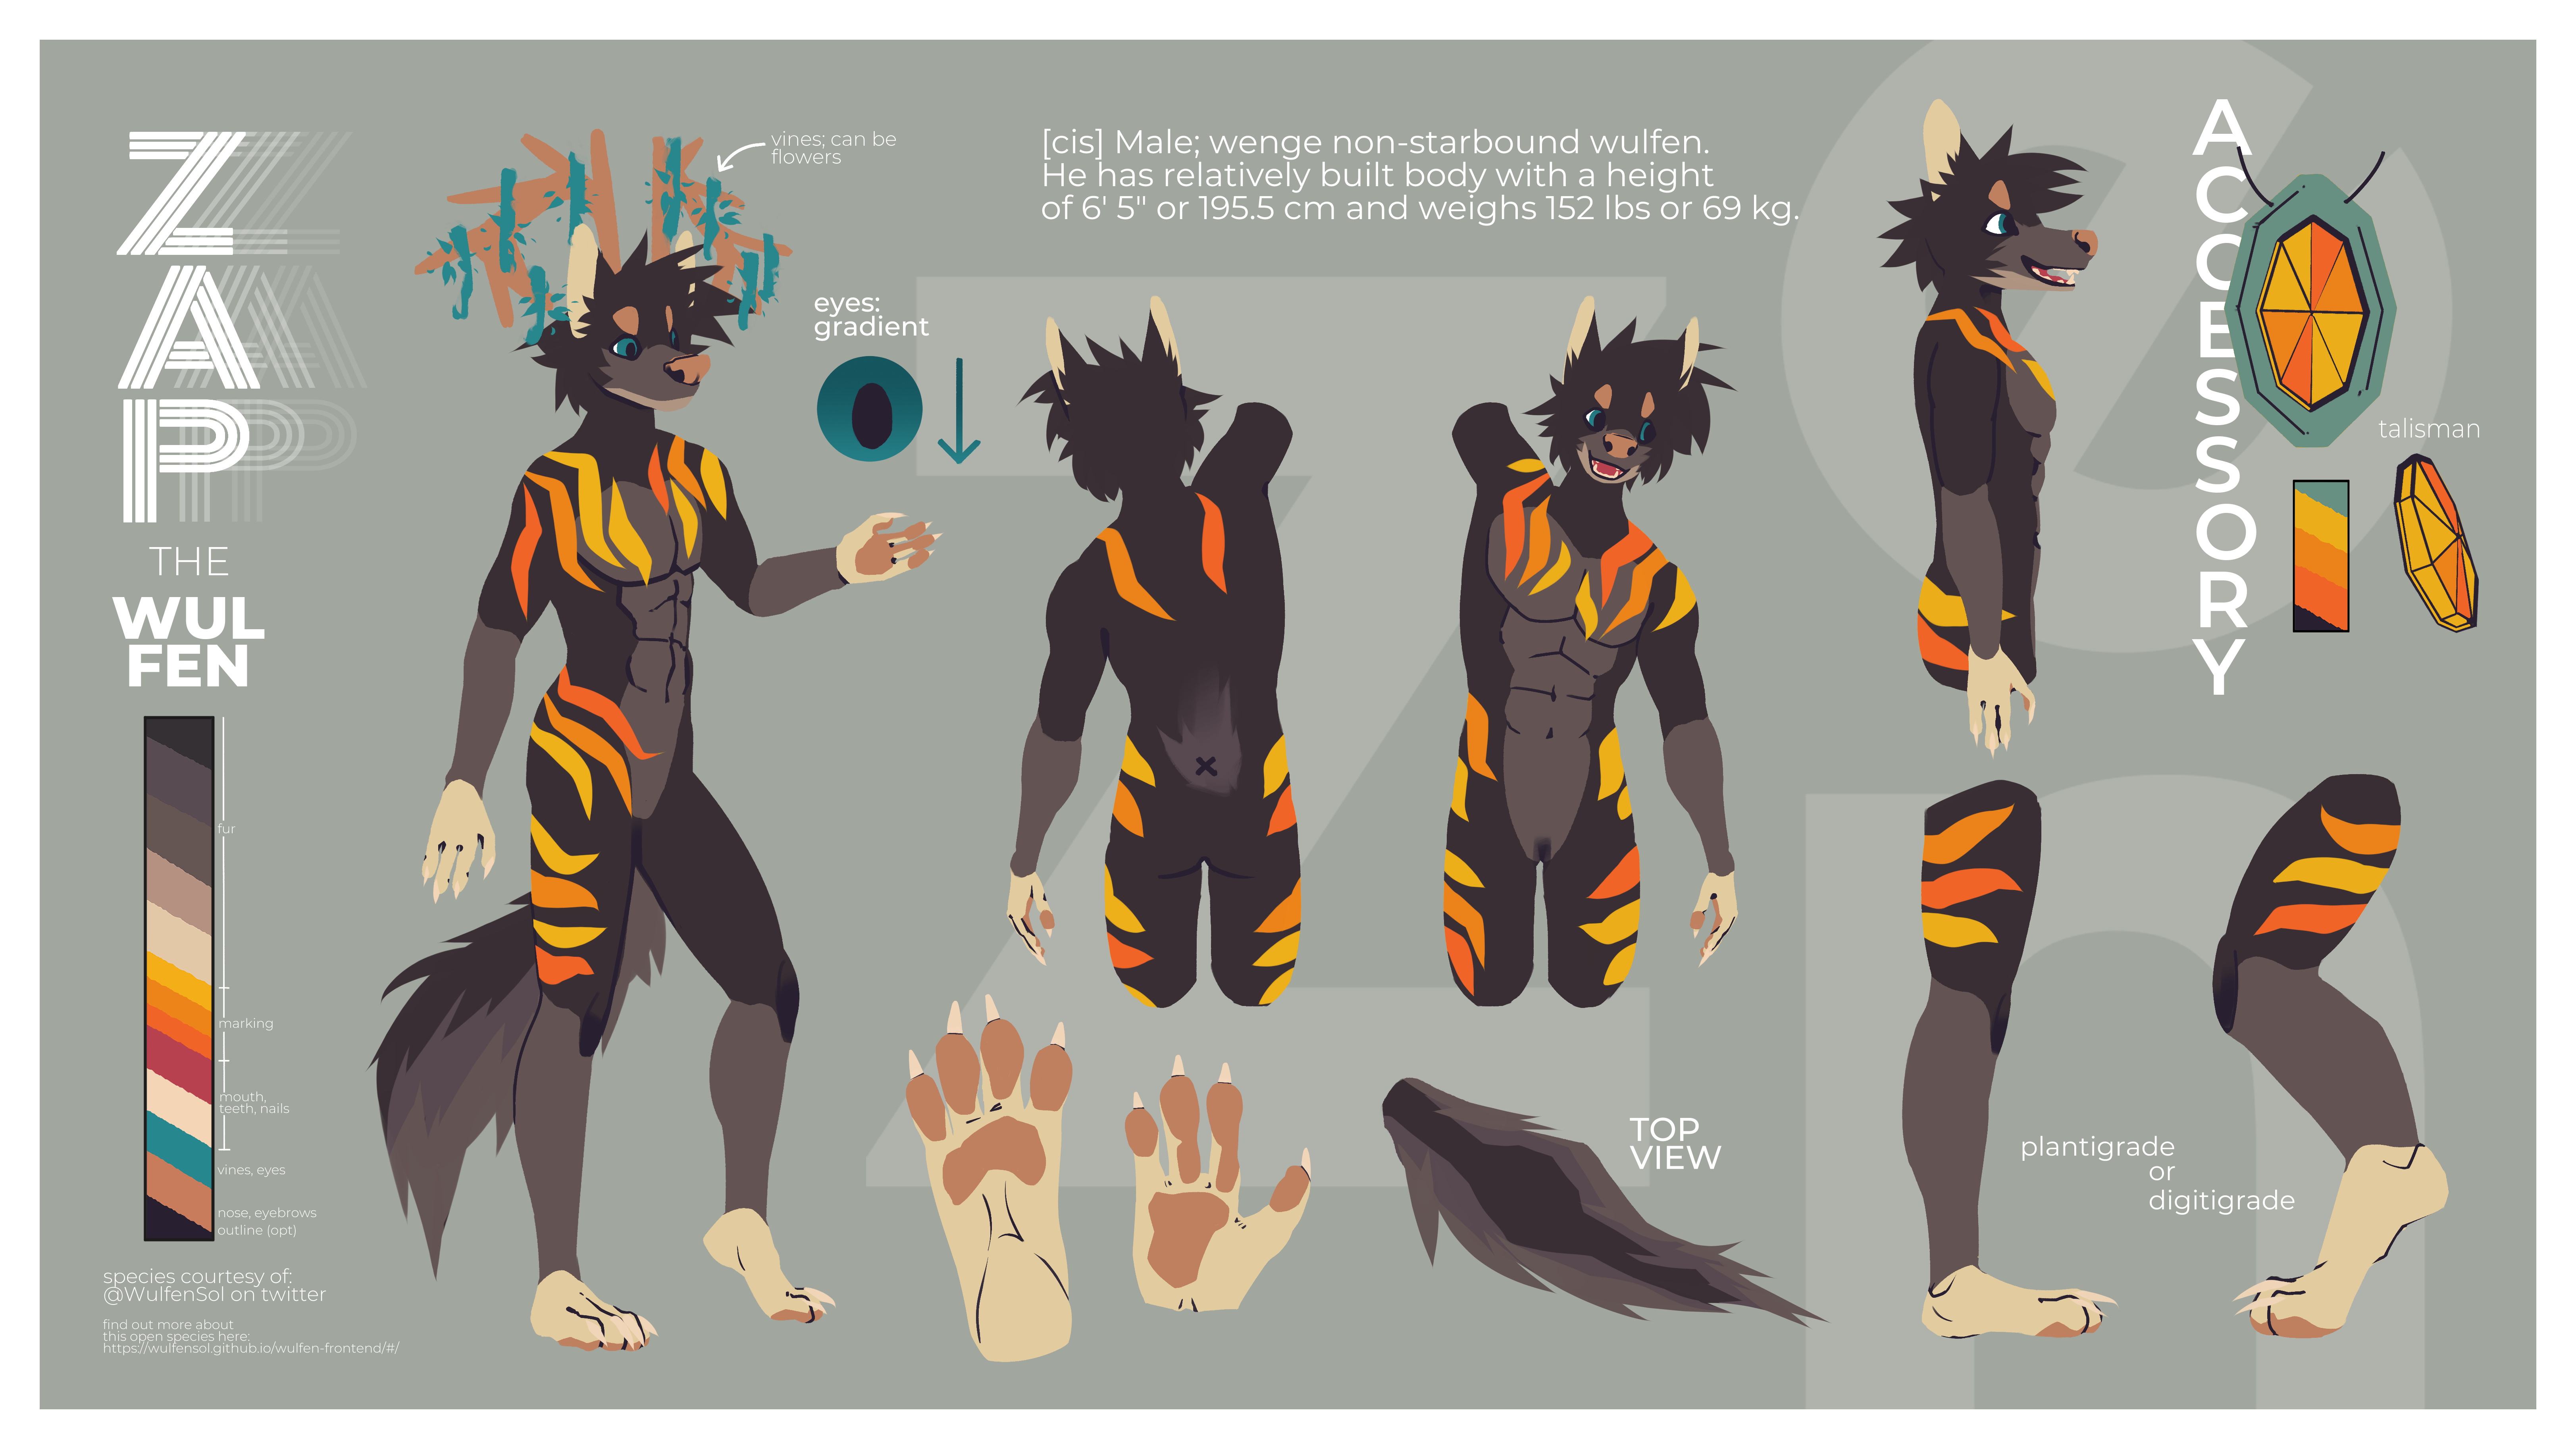 ZAP
THE
WUL
FEN
fur
marking
mouth,
teeth, nails
vines, eyes
nose, eyebrows
outline (opt)
species courtesy of:
@WulfenSol on twitter
find out more about
this open species here:
https://wulfensol.github.io/wulfen-frontend/#/
vines; can be
flowers
eyes:
gradient
[cis] Male; wenge non-starbound wulfen.
He has relatively built body with a height
of 6' 5" or 195.5 cm and weighs 152 lbs or 69 kg.
TOP
VIEW
ACCESSORY
talisman
plantigrade
or
digitigrade